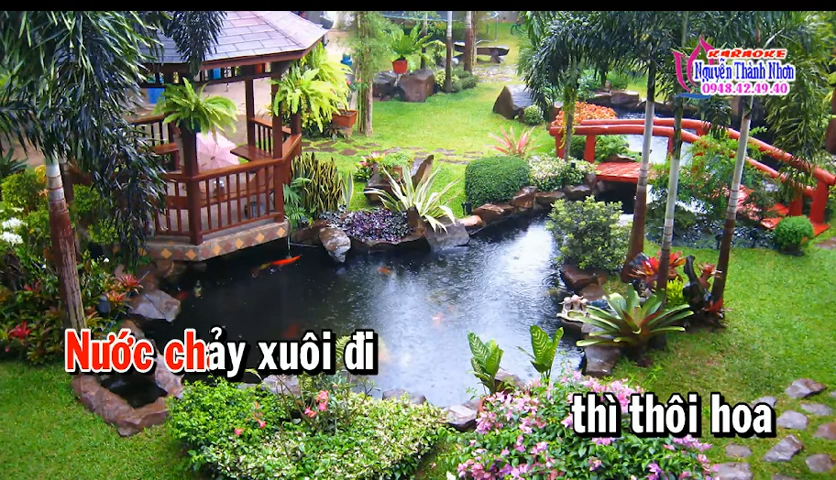 KARAOKE
Nguyễn Thành Nhơn
0948.42.49.40
Nước chảy xuôi đi
thì thôi hoa